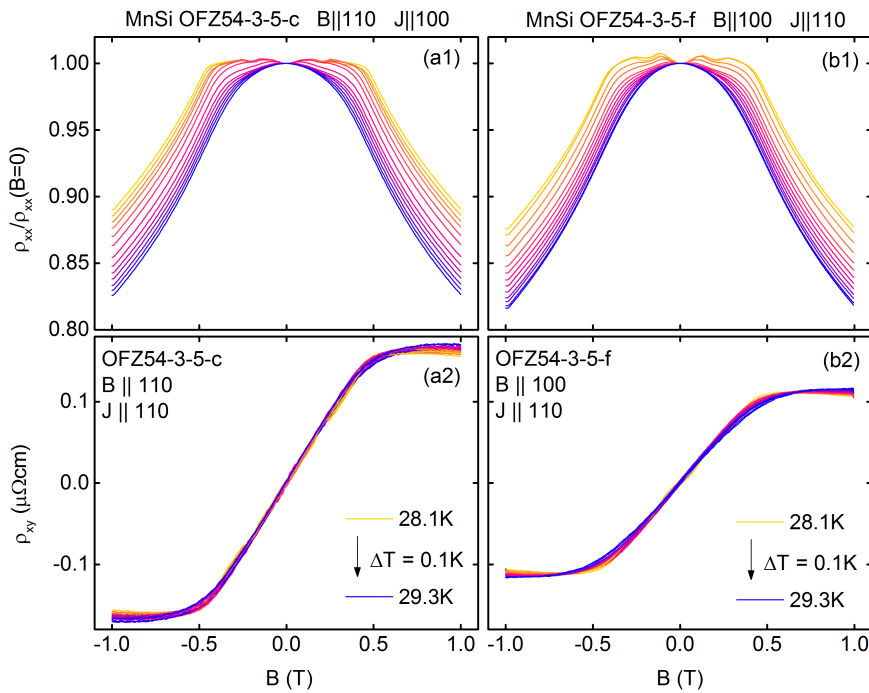 MnSi OFZ54-3-5-c B||110 J||100
MnSi OFZ54-3-5-f B||100 J||110
(a1)
(b1)
1.00
0.95
0.90
0.85
0.80
ρxx/ρxx(B=0)
OFZ54-3-5-c
B || 110
J || 110
(a2)
OFZ54-3-5-f
B || 100
J || 110
(b2)
0.1
0.0
-0.1
ρxy (μΩcm)
28.1K
ΔT = 0.1K
29.3K
28.1K
ΔT = 0.1K
29.3K
-1.0 -0.5 0.0 0.5 1.0
-1.0 -0.5 0.0 0.5 1.0
B (T)
B (T)